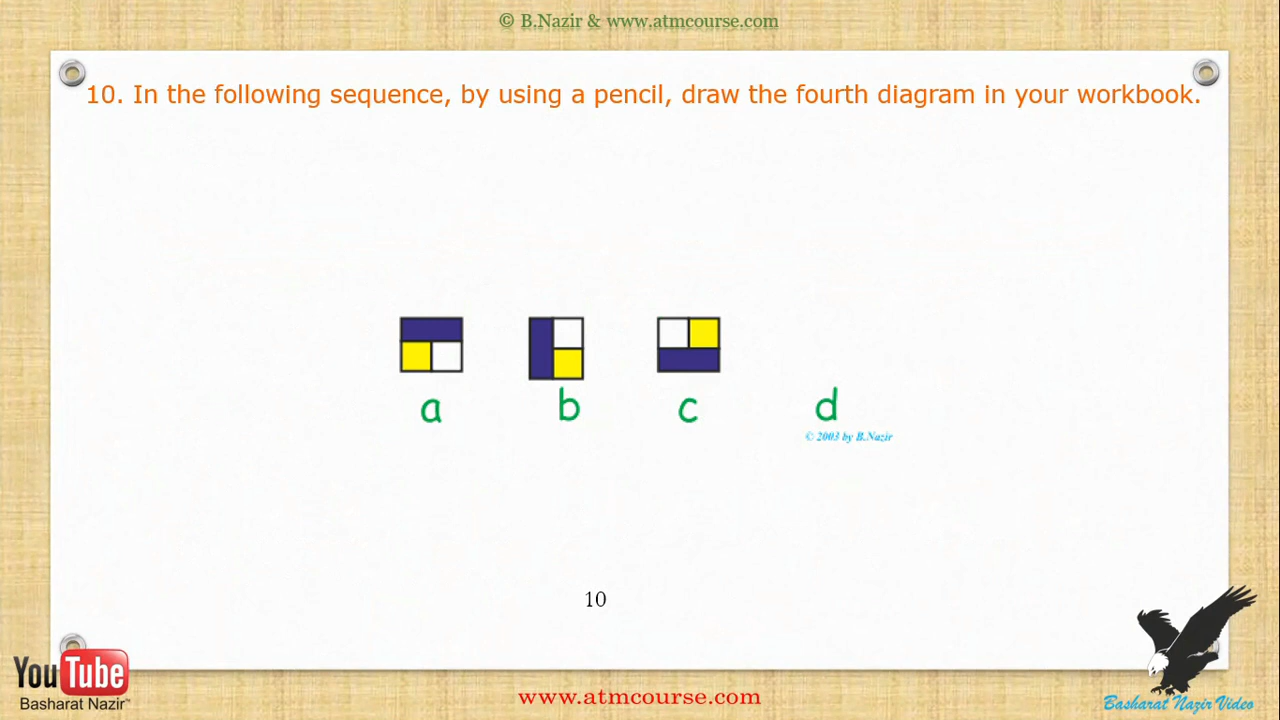 © B.Nazir & www.atmcourse.com
10. In the following sequence, by using a pencil, draw the fourth diagram in your workbook.
a b c d
© 2003 by B.Nazir
10
YouTube
Basharat Nazir™
www.atmcourse.com
Basharat Nazir Video